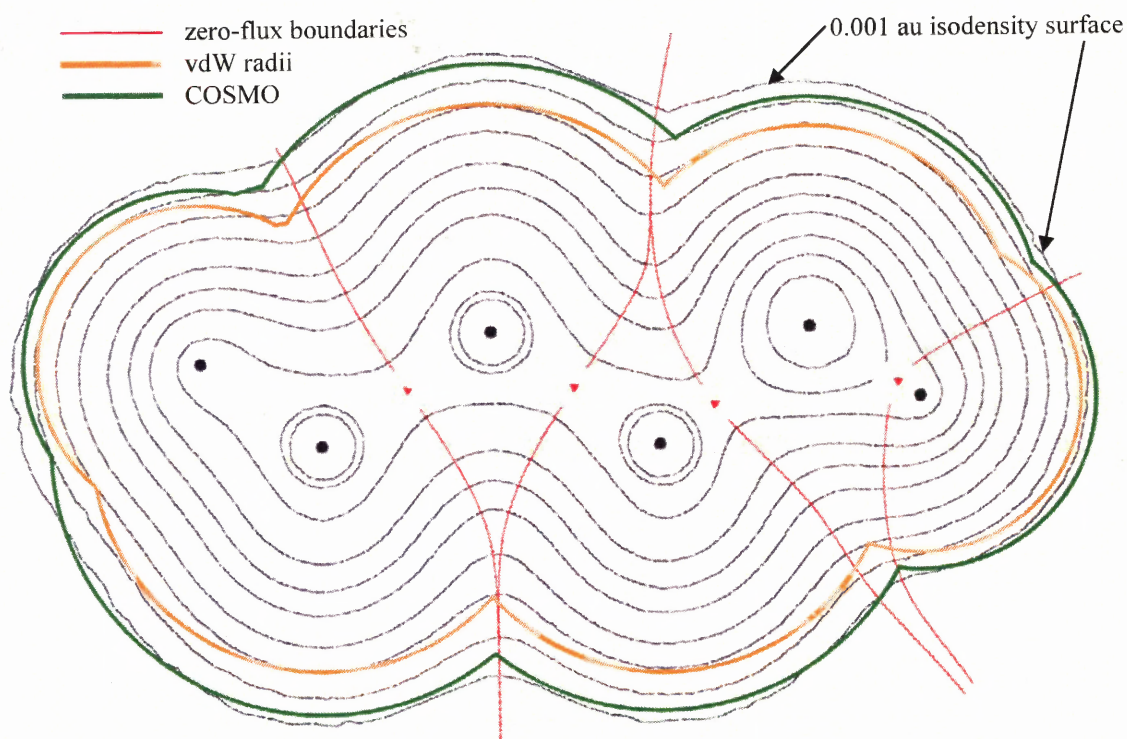 zero-flux boundaries
vdW radii
COSMO
0.001 au isodensity surface